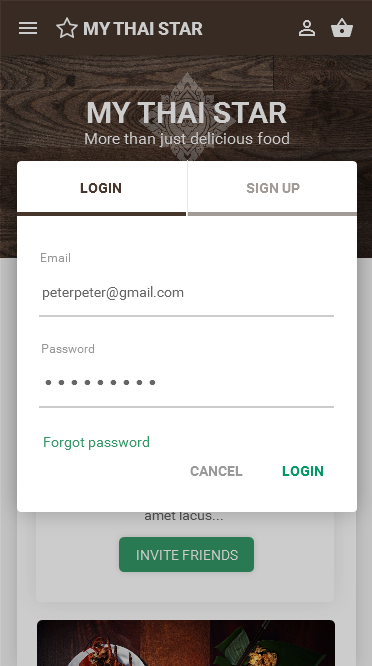 MY THAI STAR
MY THAI STAR
More than just delicious food
LOGIN
SIGN UP
Email
peterpeter@gmail.com
Password
•••••••••
Forgot password
CANCEL
LOGIN
amet lacus...
INVITE FRIENDS